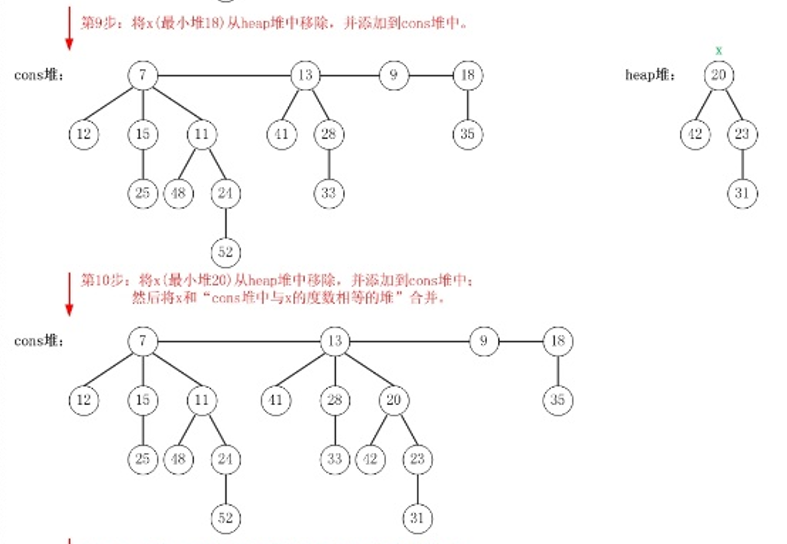 第9步：将x(最小堆18)从heap堆中移除，并添加到cons堆中。
x
cons堆： 7 13 9 18 heap堆： 20
12 15 11 41 28 35 42 23
25 48 24 33 31
52
第10步：将x(最小堆20)从heap堆中移除，并添加到cons堆中；
然后将x和“cons堆中与x的度数相等的堆”合并。
cons堆： 7 13 9 18
12 15 11 41 28 20 35
25 48 24 33 42 23
52 31